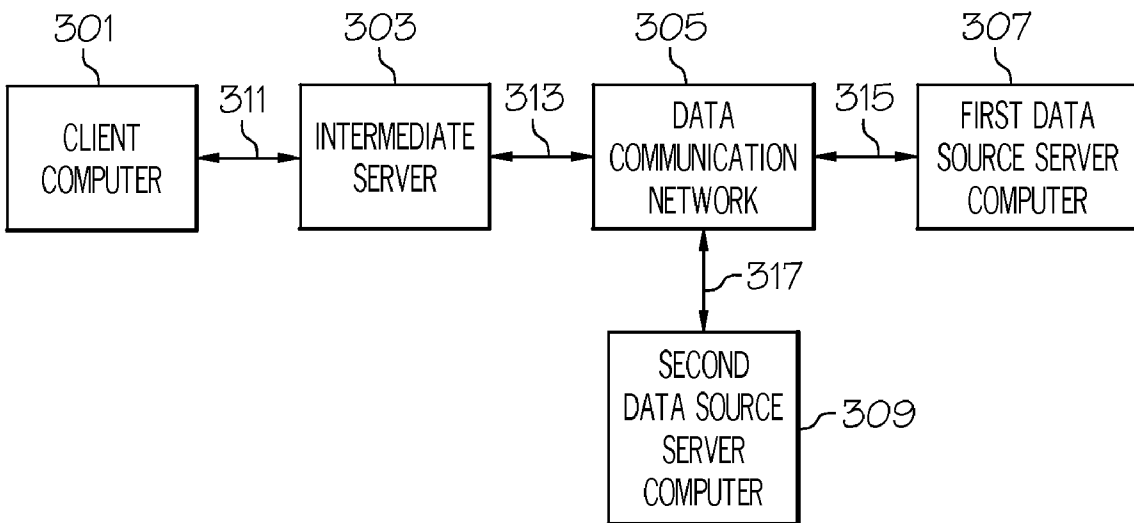 301
303
305
307
311
313
315
CLIENT
COMPUTER
INTERMEDIATE
SERVER
DATA
COMMUNICATION
NETWORK
FIRST DATA
SOURCE SERVER
COMPUTER
317
SECOND
DATA SOURCE
SERVER
COMPUTER
309